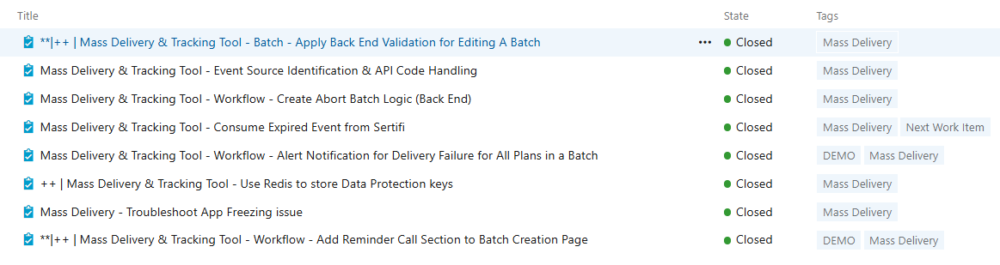 Title State Tags
**|++ | Mass Delivery & Tracking Tool - Batch - Apply Back End Validation for Editing A Batch ••• Closed Mass Delivery
Mass Delivery & Tracking Tool - Event Source Identification & API Code Handling Closed Mass Delivery
Mass Delivery & Tracking Tool - Workflow - Create Abort Batch Logic (Back End) Closed Mass Delivery
Mass Delivery & Tracking Tool - Consume Expired Event from Sertifi Closed Mass Delivery Next Work Item
Mass Delivery & Tracking Tool - Workflow - Alert Notification for Delivery Failure for All Plans in a Batch Closed DEMO Mass Delivery
++ | Mass Delivery & Tracking Tool - Use Redis to store Data Protection keys Closed Mass Delivery
Mass Delivery - Troubleshoot App Freezing issue Closed Mass Delivery
**|++ | Mass Delivery & Tracking Tool - Workflow - Add Reminder Call Section to Batch Creation Page Closed DEMO Mass Delivery